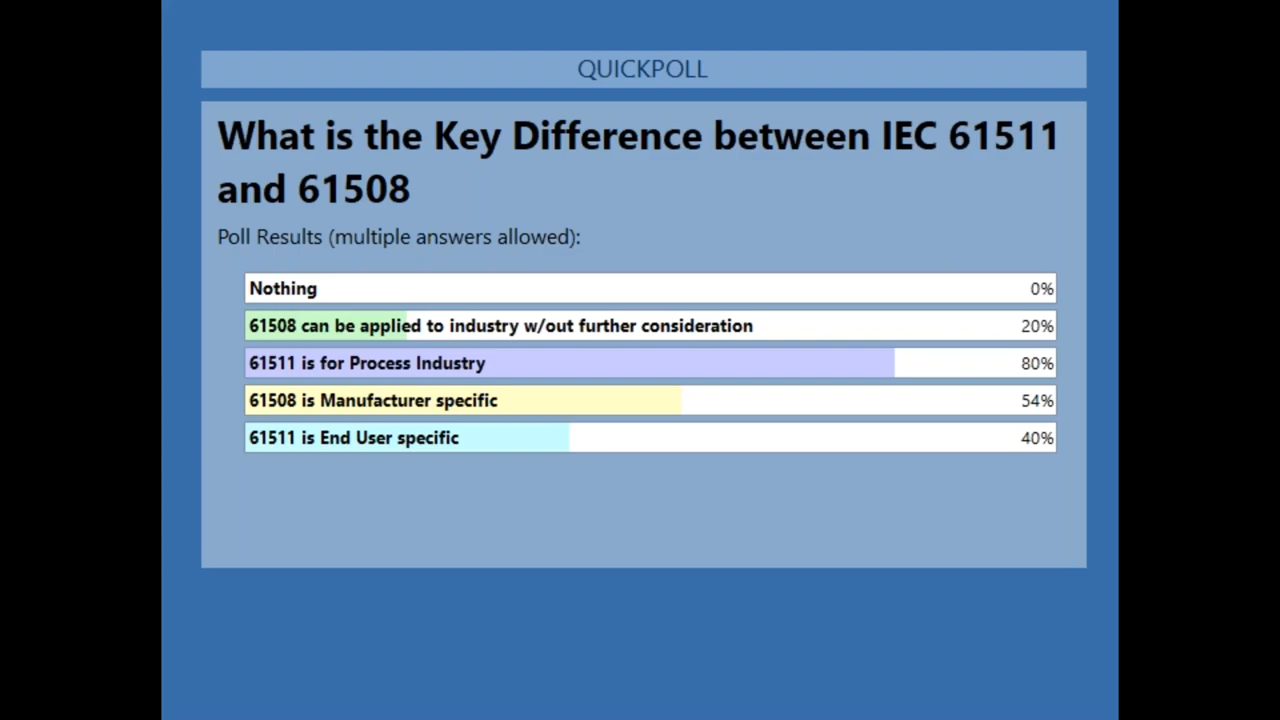 QUICKPOLL
What is the Key Difference between IEC 61511
and 61508
Poll Results (multiple answers allowed):
Nothing 0%
61508 can be applied to industry w/out further consideration 20%
61511 is for Process Industry 80%
61508 is Manufacturer specific 54%
61511 is End User specific 40%